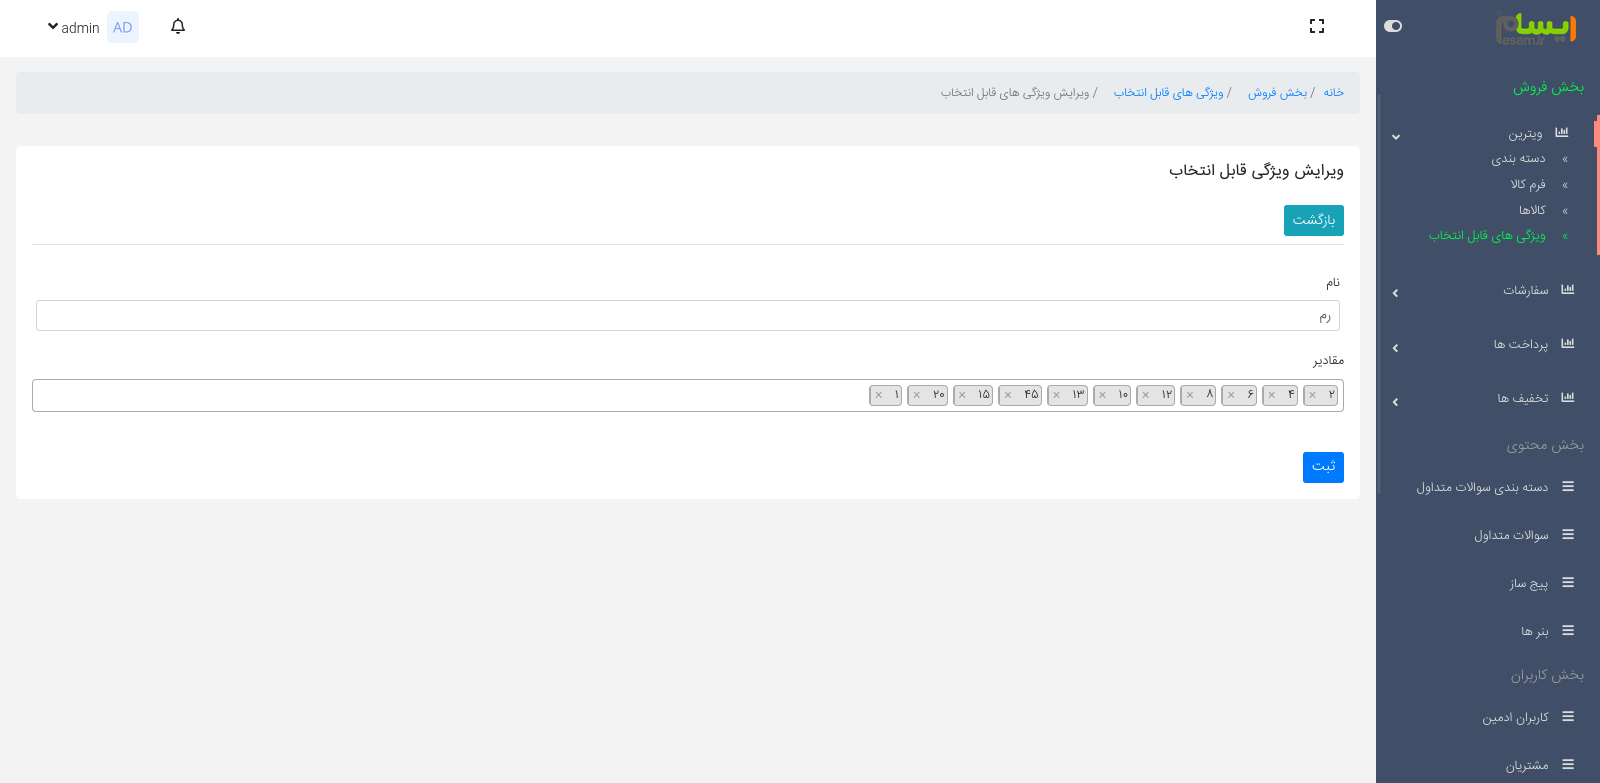 ایسام
esam.ir
AD admin
خانه / بخش فروش / ویژگی های قابل انتخاب / ویرایش ویژگی های قابل انتخاب
ویرایش ویژگی قابل انتخاب
بازگشت
نام
رم
مقادیر
۲ × ۴ × ۶ × ۸ × ۱۲ × ۱۰ × ۱۳ × ۴۵ × ۱۵ × ۲۰ × ۱ ×
ثبت
بخش فروش
ویترین
» دسته بندی
» فرم کالا
» کالاها
» ویژگی های قابل انتخاب
سفارشات
پرداخت ها
تخفیف ها
بخش محتوی
دسته بندی سوالات متداول
سوالات متداول
پیج ساز
بنر ها
بخش کاربران
کاربران ادمین
مشتریان